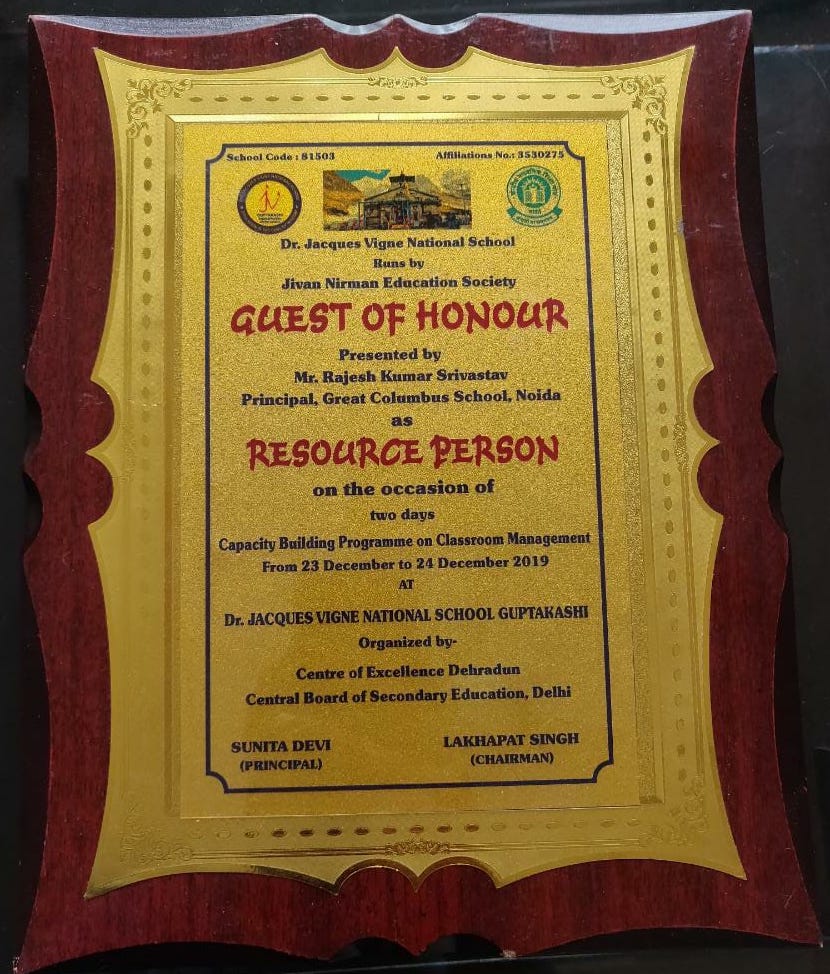 School Code : 81503
Affiliations No.: 3530275
Dr. Jacques Vigne National School
Runs by
Jivan Nirman Education Society
GUEST OF HONOUR
Presented by
Mr. Rajesh Kumar Srivastav
Principal, Great Columbus School, Noida
as
RESOURCE PERSON
on the occasion of
two days
Capacity Building Programme on Classroom Management
From 23 December to 24 December 2019
AT
Dr. JACQUES VIGNE NATIONAL SCHOOL GUPTAKASHI
Organized by-
Centre of Excellence Dehradun
Central Board of Secondary Education, Delhi
SUNITA DEVI
(PRINCIPAL)
LAKHAPAT SINGH
(CHAIRMAN)